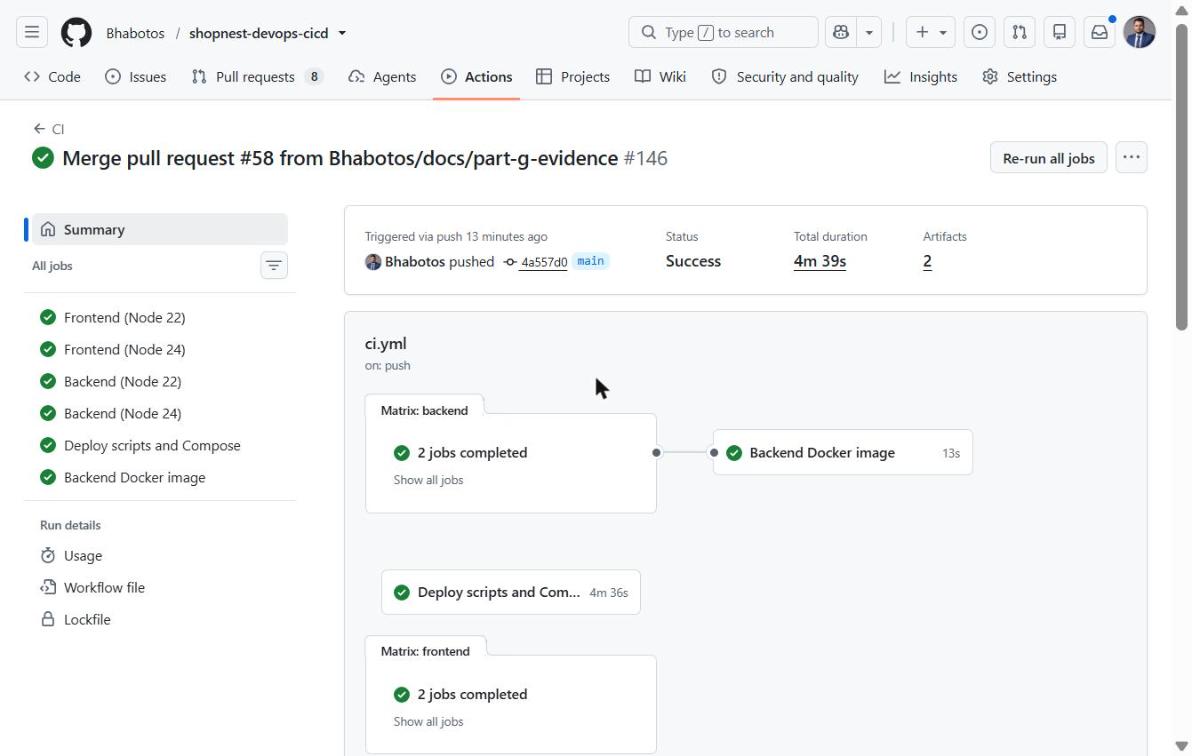 Bhabotos / shopnest-devops-cicd
Type / to search
Code
Issues
Pull requests 8
Agents
Actions
Projects
Wiki
Security and quality
Insights
Settings
CI
Merge pull request #58 from Bhabotos/docs/part-g-evidence #146
Re-run all jobs
Summary
All jobs
Frontend (Node 22)
Frontend (Node 24)
Backend (Node 22)
Backend (Node 24)
Deploy scripts and Compose
Backend Docker image
Run details
Usage
Workflow file
Lockfile
Triggered via push 13 minutes ago
Bhabotos pushed 4a557d0 main
Status
Success
Total duration
4m 39s
Artifacts
2
ci.yml
on: push
Matrix: backend
2 jobs completed
Show all jobs
Backend Docker image 13s
Deploy scripts and Com... 4m 36s
Matrix: frontend
2 jobs completed
Show all jobs